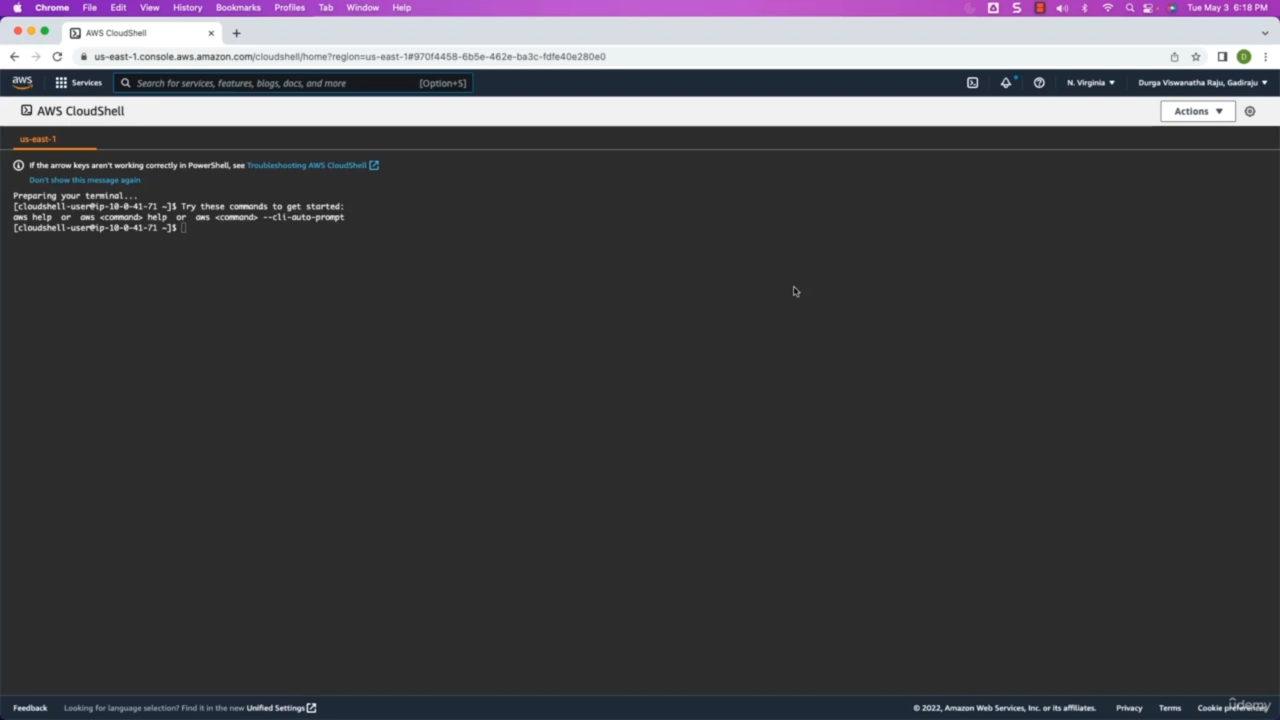 Chrome File Edit View History Bookmarks Profiles Tab Window Help Tue May 3 6:18 PM
AWS CloudShell
us-east-1.console.aws.amazon.com/cloudshell/home?region=us-east-1#970f4458-6b5e-462e-ba3c-fdfe40e280e0 D
aws Services Search for services, features, blogs, docs, and more [Option+S] N. Virginia Durga Viswanatha Raju, Gadiraju
AWS CloudShell Actions
us-east-1
If the arrow keys aren't working correctly in PowerShell, see Troubleshooting AWS CloudShell
Don't show this message again
Preparing your terminal...
[cloudshell-user@ip-10-0-41-71 ~]$ Try these commands to get started:
aws help or aws <command> help or aws <command> --cli-auto-prompt
[cloudshell-user@ip-10-0-41-71 ~]$
Feedback Looking for language selection? Find it in the new Unified Settings © 2022, Amazon Web Services, Inc. or its affiliates. Privacy Terms Cookie preferences
udemy